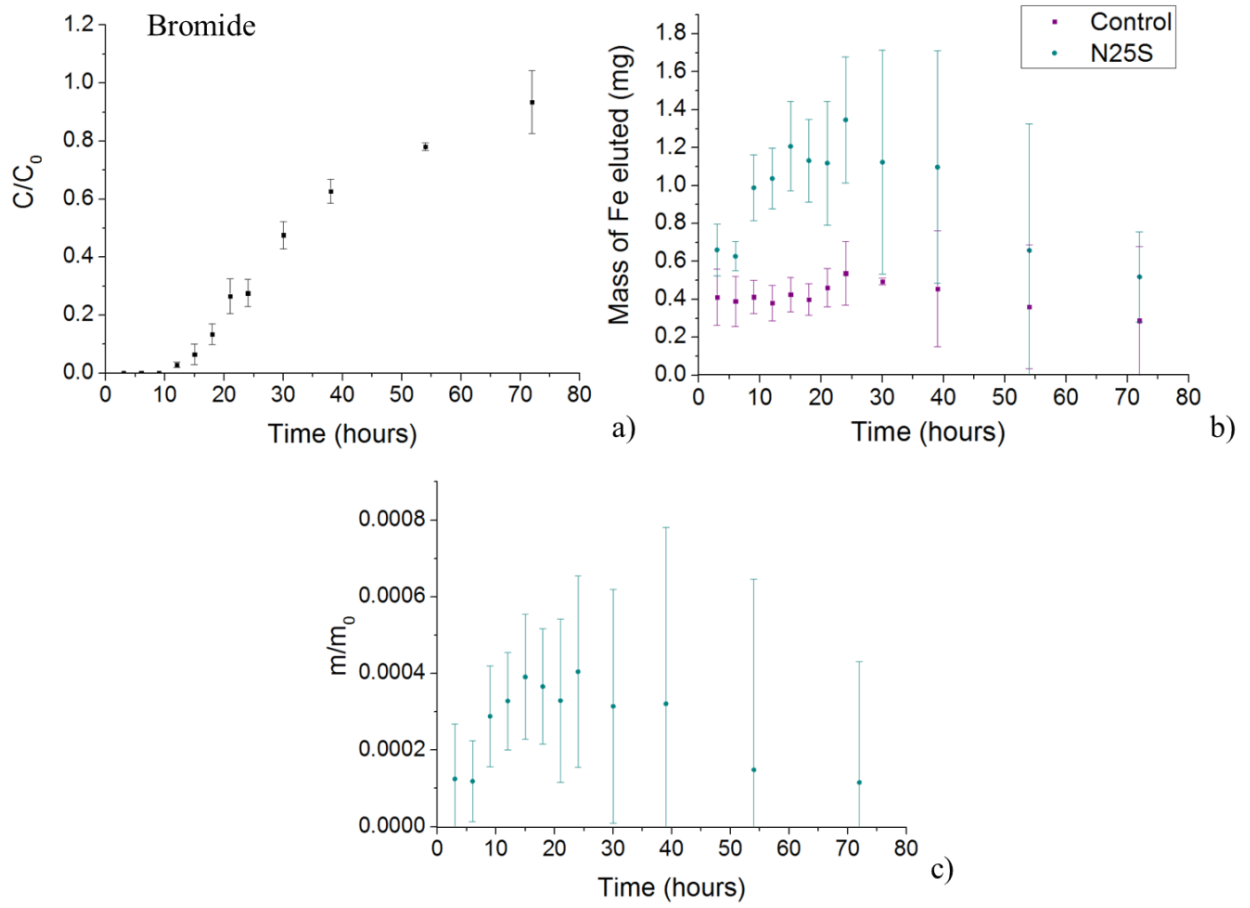 Bromide
C/C0
1.2
1.0
0.8
0.6
0.4
0.2
0.0
0 10 20 30 40 50 60 70 80
Time (hours)
a)
Control
N25S
Mass of Fe eluted (mg)
1.8
1.6
1.4
1.2
1.0
0.8
0.6
0.4
0.2
0.0
0 10 20 30 40 50 60 70 80
Time (hours)
b)
m/m0
0.0008
0.0006
0.0004
0.0002
0.0000
0 10 20 30 40 50 60 70 80
Time (hours)
c)